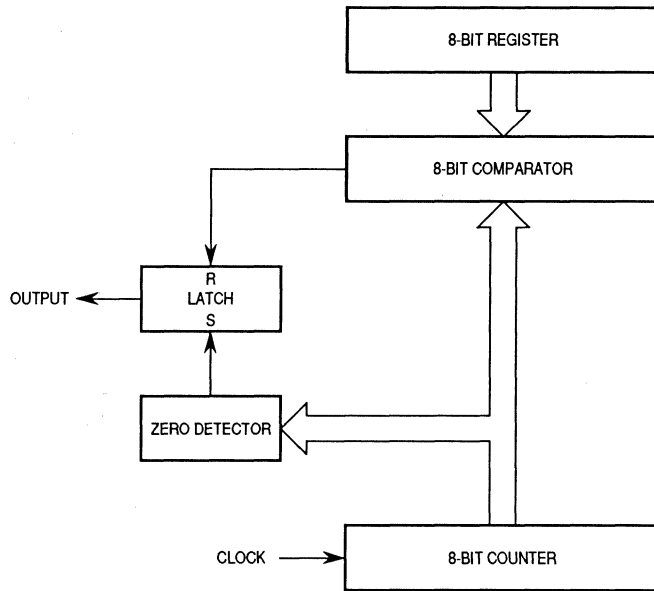 8-BIT REGISTER
8-BIT COMPARATOR
R
LATCH
S
OUTPUT
ZERO DETECTOR
CLOCK
8-BIT COUNTER